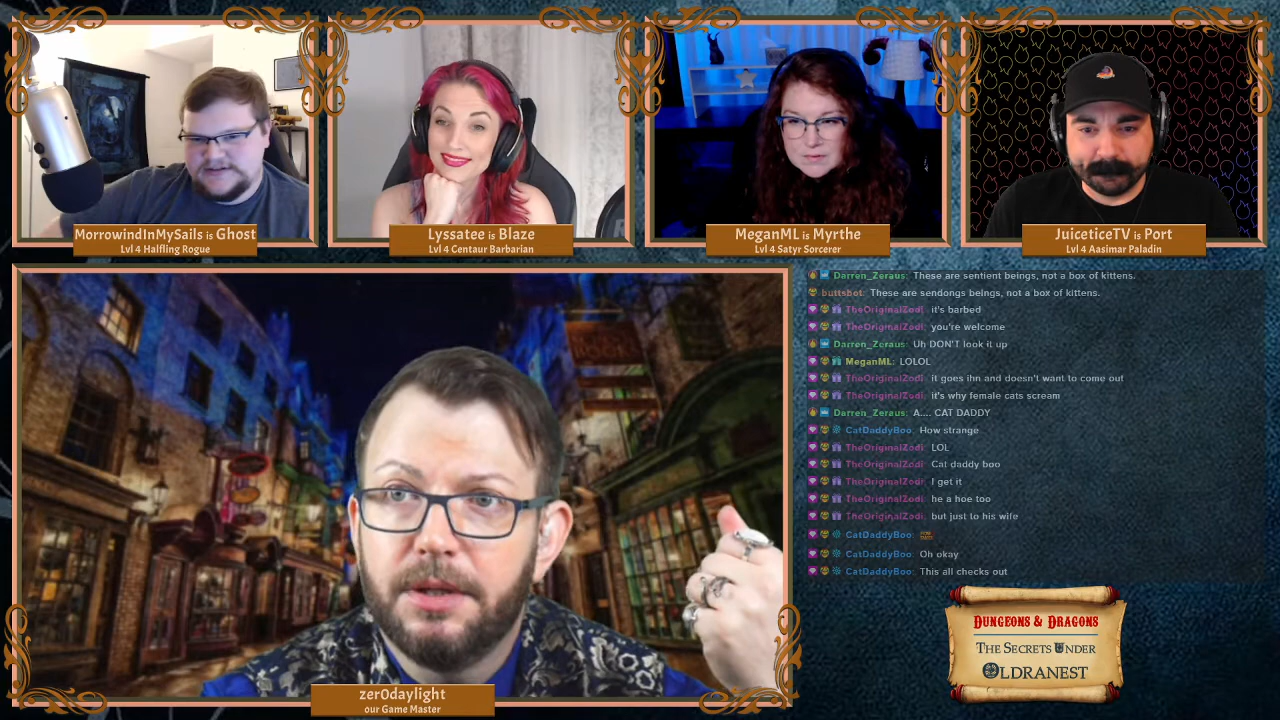 MorrowindInMySails is Ghost
Lvl 4 Halfling Rogue
Lyssatee is Blaze
Lvl 4 Centaur Barbarian
MeganML is Myrthe
Lvl 4 Satyr Sorcerer
JuiceticeTV is Port
Lvl 4 Aasimar Paladin
Darren_Zeraus: These are sentient beings, not a box of kittens.
buttsbot: These are sendongs beings, not a box of kittens.
TheOriginalZodi: it's barbed
TheOriginalZodi: you're welcome
Darren_Zeraus: Uh DON'T look it up
MeganML: LOLOL
TheOriginalZodi: it goes ihn and doesn't want to come out
TheOriginalZodi: it's why female cats scream
Darren_Zeraus: A.... CAT DADDY
CatDaddyBoo: How strange
TheOriginalZodi: LOL
TheOriginalZodi: Cat daddy boo
TheOriginalZodi: I get it
TheOriginalZodi: he a hoe too
TheOriginalZodi: but just to his wife
CatDaddyBoo:
CatDaddyBoo: Oh okay
CatDaddyBoo: This all checks out
DUNGEONS & DRAGONS
THE SECRETS UNDER
OLDRANEST
zer0daylight
our Game Master